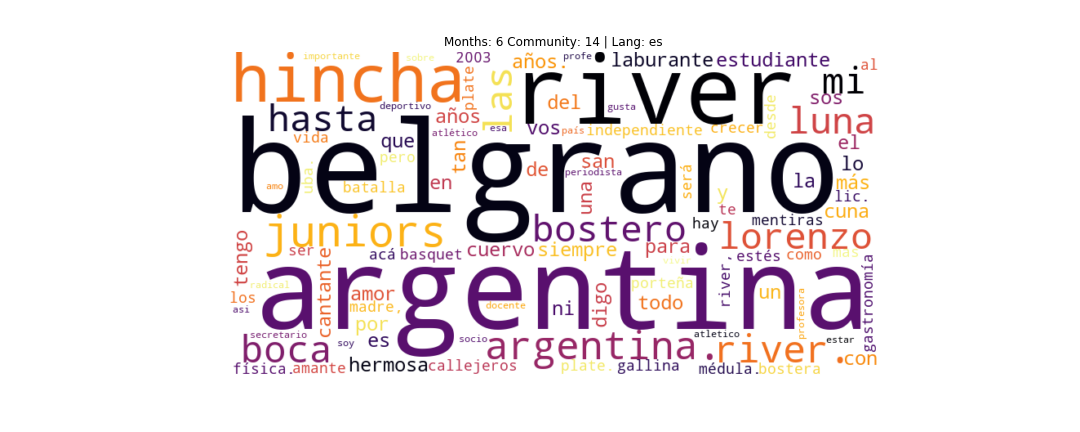 Months: 6 Community: 14 | Lang: es
importante sobre 2003 años. profe laburante estudiante al
hincha plate las river mi
deportivo del gusta sos
hasta años vos desde luna
atlético esa país independiente crecer
vida que tan el
pero san lo
belgrano
uba. de periodista la más
amo batalla en una será y lic.
te cuna
juniors bostero hay mentiras lorenzo
tengo ser acá basquet cuervo siempre para estés como más
vivir
argentina
radical cantante amor porteña river, un gastronomía
los madre, docente ni digo todo profesora
asi por
secretario soy es socio atletico estar
boca argentina. river. con
física. amante hermosa callejeros plate. gallina médula. bostera